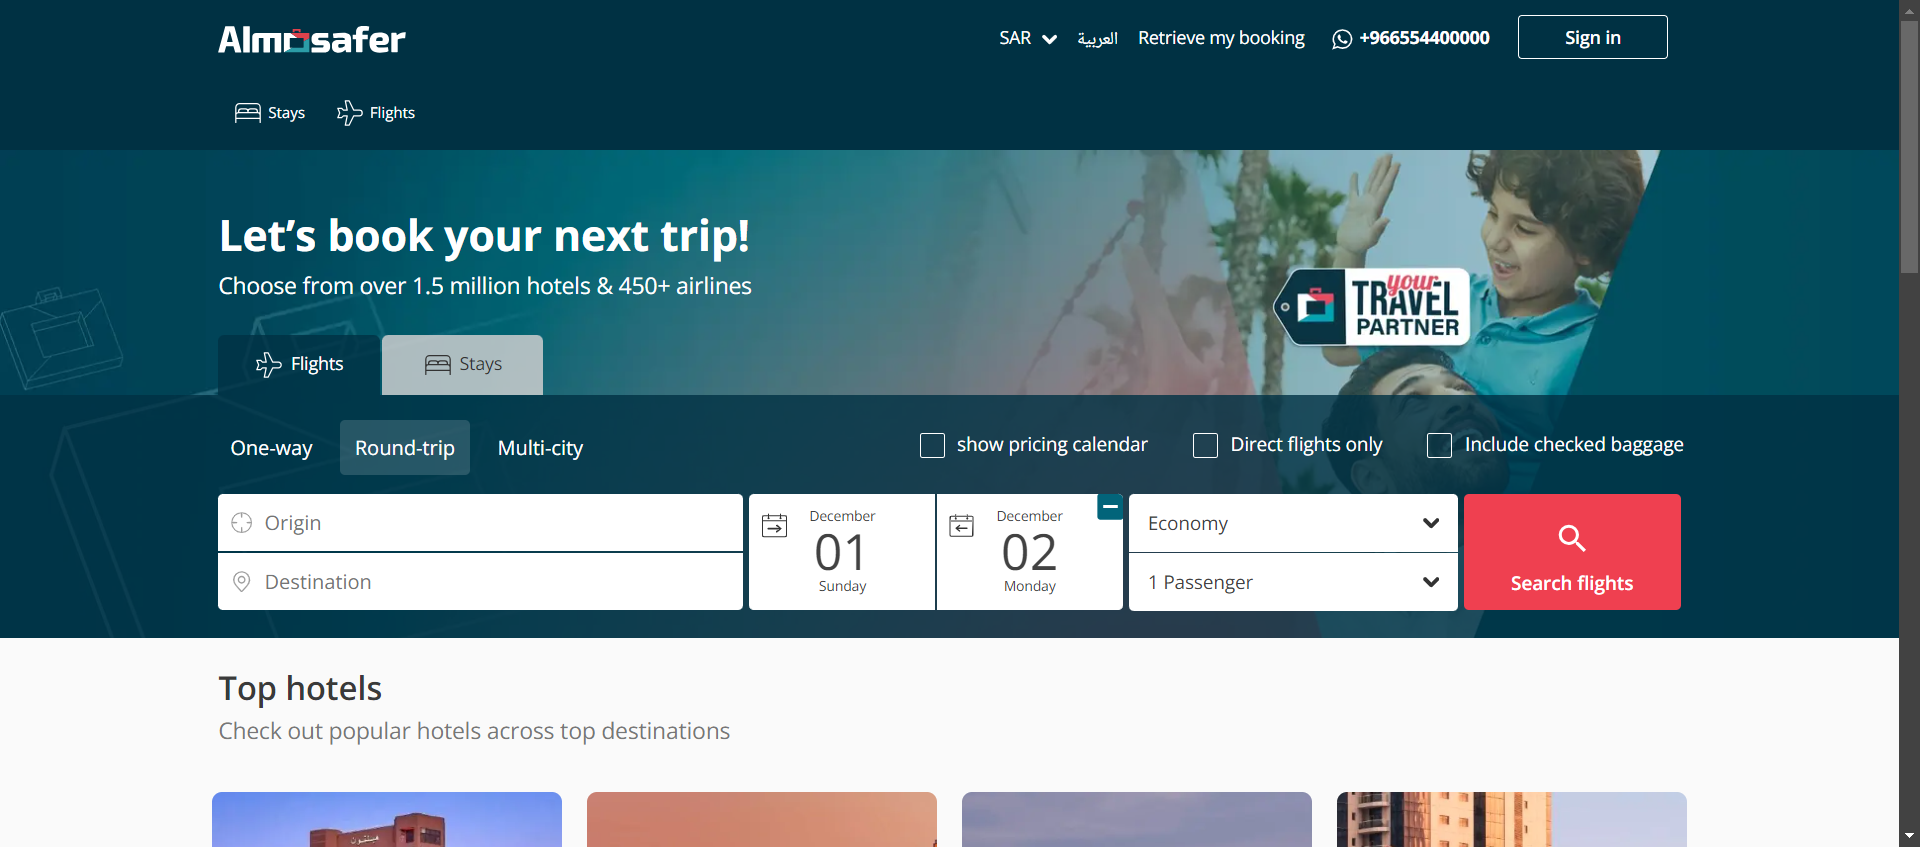 Almosafer
SAR
العربية
Retrieve my booking
+966554400000
Sign in
Stays
Flights
Let's book your next trip!
Choose from over 1.5 million hotels & 450+ airlines
your
TRAVEL
PARTNER
Flights
Stays
One-way
Round-trip
Multi-city
show pricing calendar
Direct flights only
Include checked baggage
Origin
Destination
December
01
Sunday
December
02
Monday
Economy
1 Passenger
Search flights
Top hotels
Check out popular hotels across top destinations